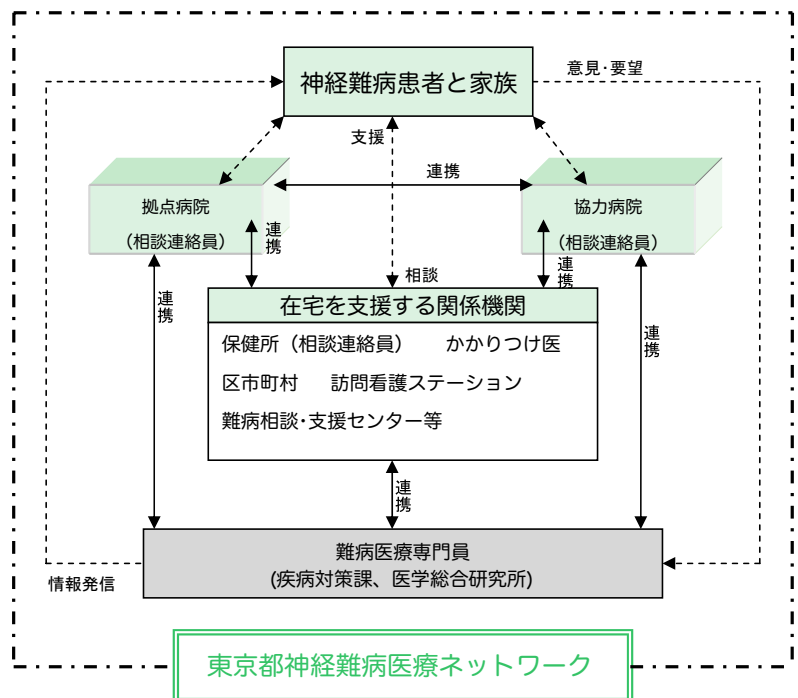 神経難病患者と家族
意見･要望
支援
連携
拠点病院
(相談連絡員)
協力病院
(相談連絡員)
連携
連携
相談
連携
連携
在宅を支援する関係機関
保健所（相談連絡員） かかりつけ医
区市町村 訪問看護ステーション
難病相談･支援センター等
連携
難病医療専門員
(疾病対策課、医学総合研究所)
情報発信
東京都神経難病医療ネットワーク